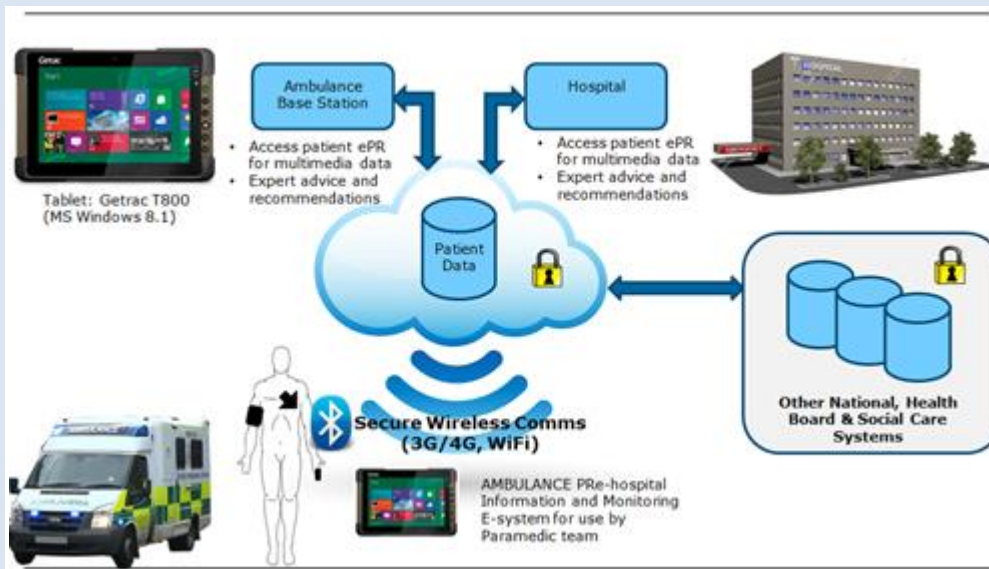 Getac
Start
Tablet: Getrac T800
(MS Windows 8.1)
Ambulance
Base Station
• Access patient ePR
for multimedia data
• Expert advice and
recommendations
Hospital
• Access patient ePR
for multimedia data
• Expert advice and
recommendations
HOSPITAL
Patient
Data
Other National, Health
Board & Social Care
Systems
Secure Wireless Comms
(3G/4G, WiFi)
AMBULANCE PRe-hospital
Information and Monitoring
E-system for use by
Paramedic team